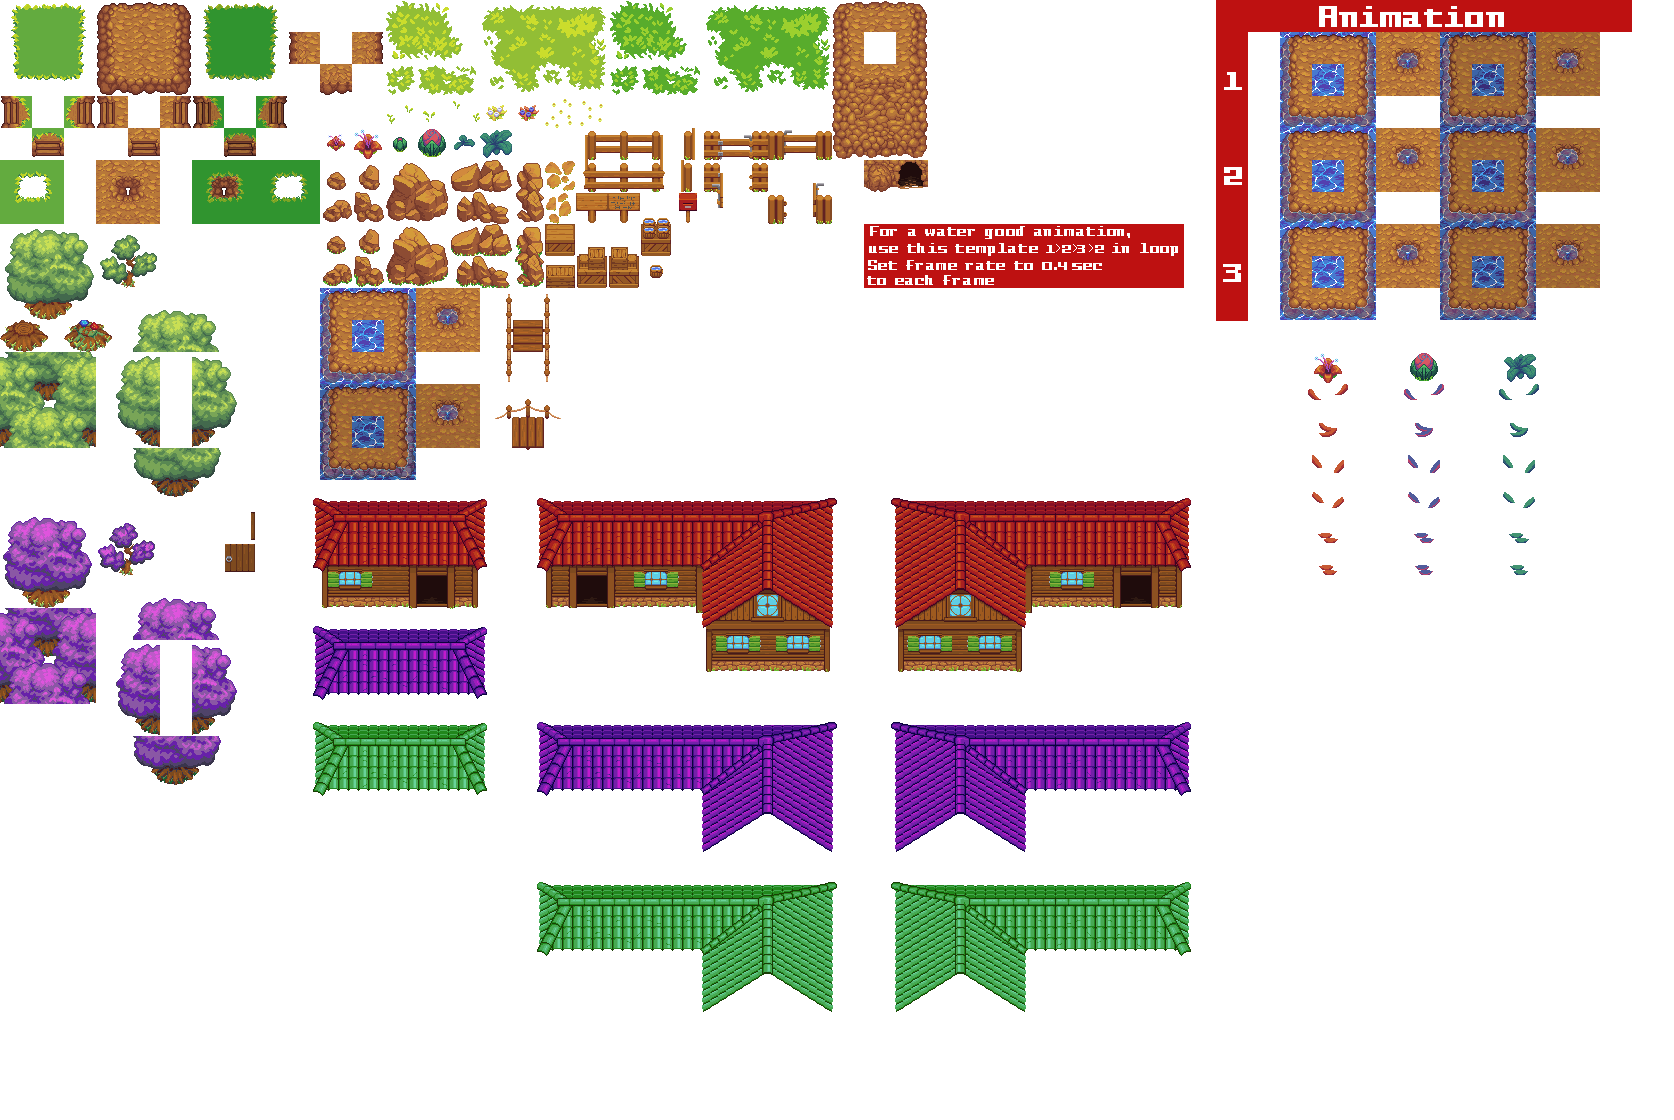 Animation
1
2
3
For a water good animation,
use this template 1>2>3>2 in loop
Set frame rate to 0.4 sec
to each frame